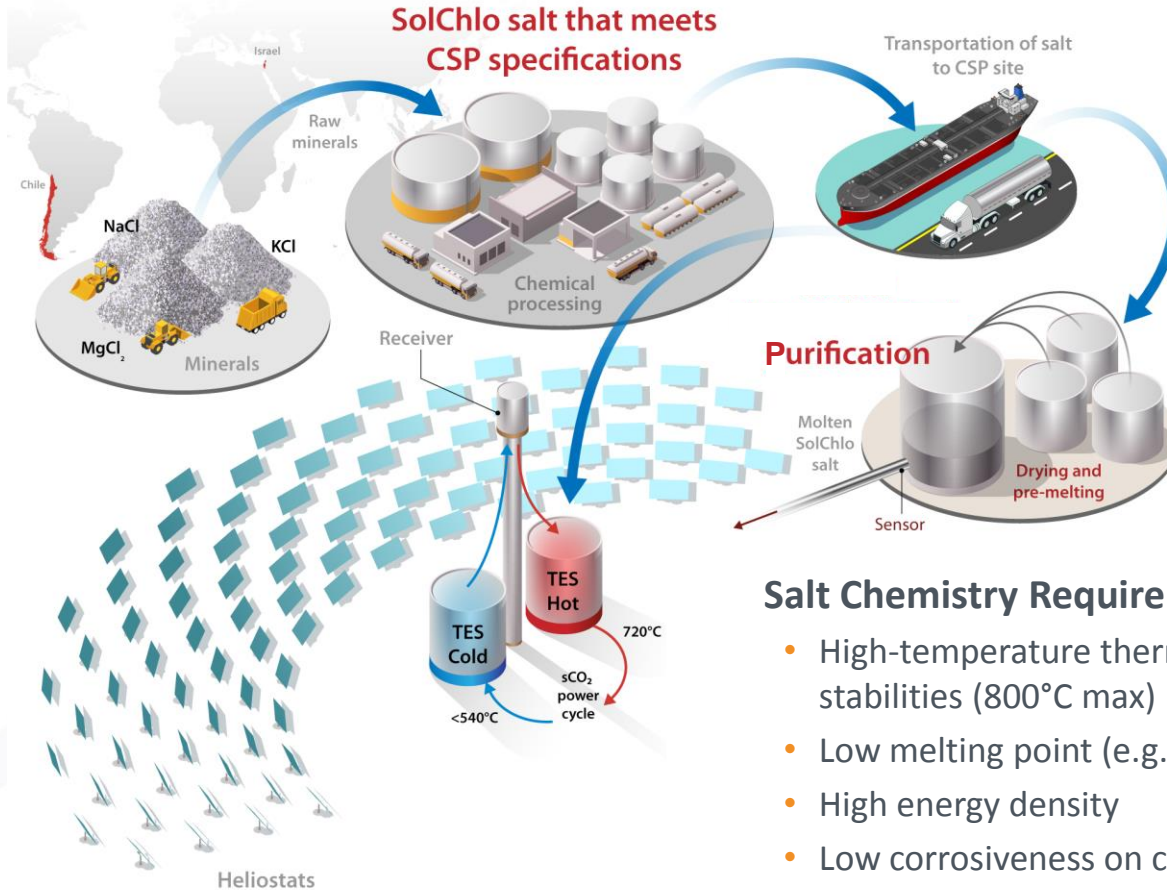 SolChlo salt that meets
CSP specifications
Israel
Raw
minerals
Chile
NaCl
KCl
MgCl₂
Minerals
Chemical
processing
Transportation of salt
to CSP site
Receiver
Purification
Molten
SolChlo
salt
Drying and
pre-melting
Sensor
TES
Hot
TES
Cold
720°C
sCO₂
power
cycle
<540°C
Heliostats
Salt Chemistry Require
• High-temperature ther
stabilities (800°C max)
• Low melting point (e.g.
• High energy density
• Low corrosiveness on c